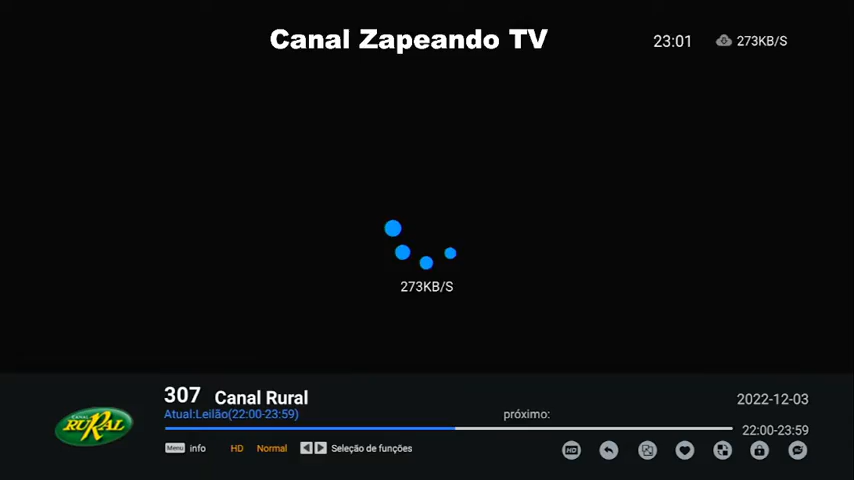 Canal Zapeando TV
23:01
273KB/S
273KB/S
307 Canal Rural
2022-12-03
Atual:Leilão(22:00-23:59)
próximo:
22:00-23:59
CANAL RURAL
Menu info HD Normal Seleção de funções
HD